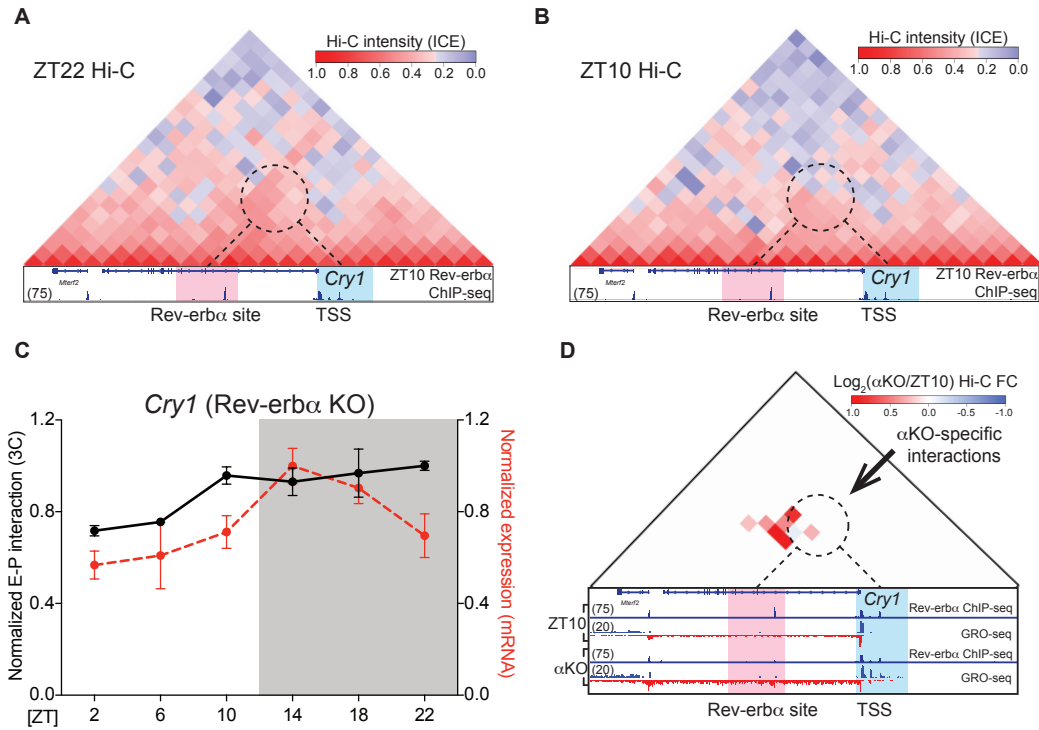 A
ZT22 Hi-C
Hi-C intensity (ICE)
1.0 0.8 0.6 0.4 0.2 0.0
Mterf2
(75)
Cry1
ZT10 Rev-erbα
ChIP-seq
Rev-erbα site
TSS
B
ZT10 Hi-C
Hi-C intensity (ICE)
1.0 0.8 0.6 0.4 0.2 0.0
Mterf2
(75)
Cry1
ZT10 Rev-erbα
ChIP-seq
Rev-erbα site
TSS
C
Cry1 (Rev-erbα KO)
Normalized E-P interaction (3C)
1.2
0.8
0.4
0.0
1.2
0.8
0.4
0.0
Normalized expression (mRNA)
[ZT] 2 6 10 14 18 22
D
Log2(αKO/ZT10) Hi-C FC
1.0 0.5 0.0 -0.5 -1.0
αKO-specific
interactions
Mterf2
Cry1
ZT10
(75)
Rev-erbα ChIP-seq
(20)
GRO-seq
αKO
(75)
Rev-erbα ChIP-seq
(20)
GRO-seq
Rev-erbα site
TSS